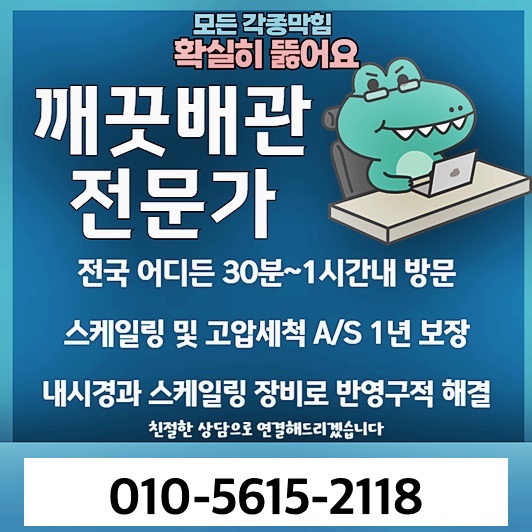 모든 각종막힘
확실히 뚫어요
깨끗배관
전문가
전국 어디든 30분~1시간내 방문
스케일링 및 고압세척 A/S 1년 보장
내시경과 스케일링 장비로 반영구적 해결
친절한 상담으로 연결해드리겠습니다
010-5615-2118